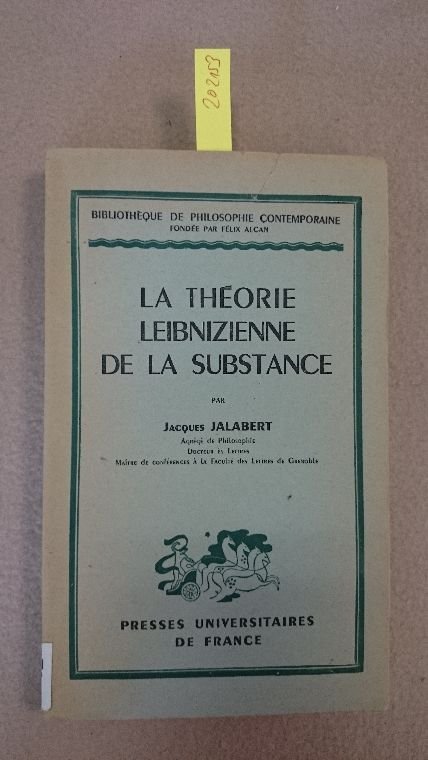 202153
BIBLIOTHÈQUE DE PHILOSOPHIE CONTEMPORAINE
FONDÉE PAR FÉLIX ALCAN
LA THÉORIE
LEIBNIZIENNE
DE LA SUBSTANCE
PAR
JACQUES JALABERT
Agrégé de Philosophie
Docteur ès Lettres
Maître de conférences à la Faculté des Lettres de Grenoble
PRESSES UNIVERSITAIRES
DE FRANCE